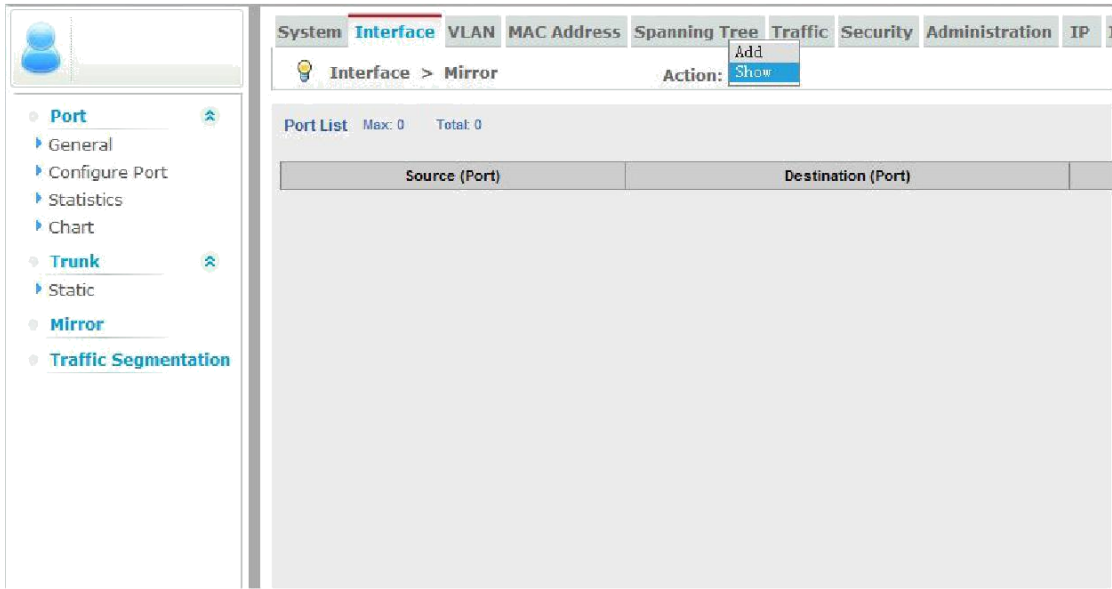 System Interface VLAN MAC Address Spanning Tree Traffic Security Administration IP
Interface > Mirror Action: Add
Show
Port List Max: 0 Total: 0
Source (Port) Destination (Port)
Port
General
Configure Port
Statistics
Chart
Trunk
Static
Mirror
Traffic Segmentation